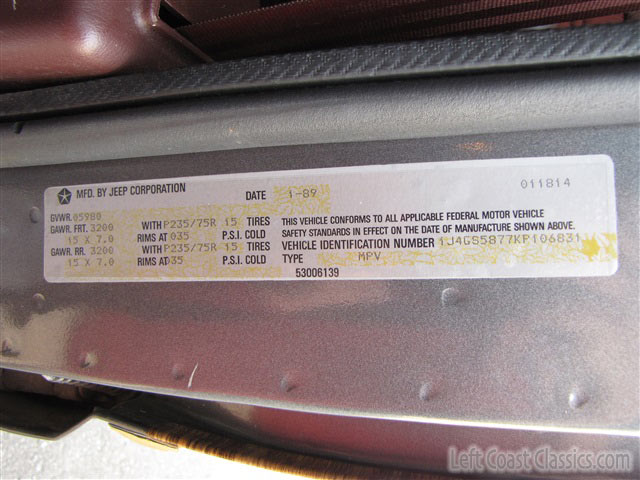 MFD. BY JEEP CORPORATION DATE 1-89 011814
GVWR. 05980
GAWR. FRT. 3200 WITH P235/75R 15 TIRES
15 X 7.0 RIMS AT 035 P.S.I. COLD
GAWR. RR. 3200 WITH P235/75R 15 TIRES
15 X 7.0 RIMS AT 035 P.S.I. COLD
THIS VEHICLE CONFORMS TO ALL APPLICABLE FEDERAL MOTOR VEHICLE
SAFETY STANDARDS IN EFFECT ON DATE OF MANUFACTURE SHOWN ABOVE.
VEHICLE IDENTIFICATION NUMBER 1J4GS5877KP106831
TYPE MPV
53006139
Left Coast Classics.com